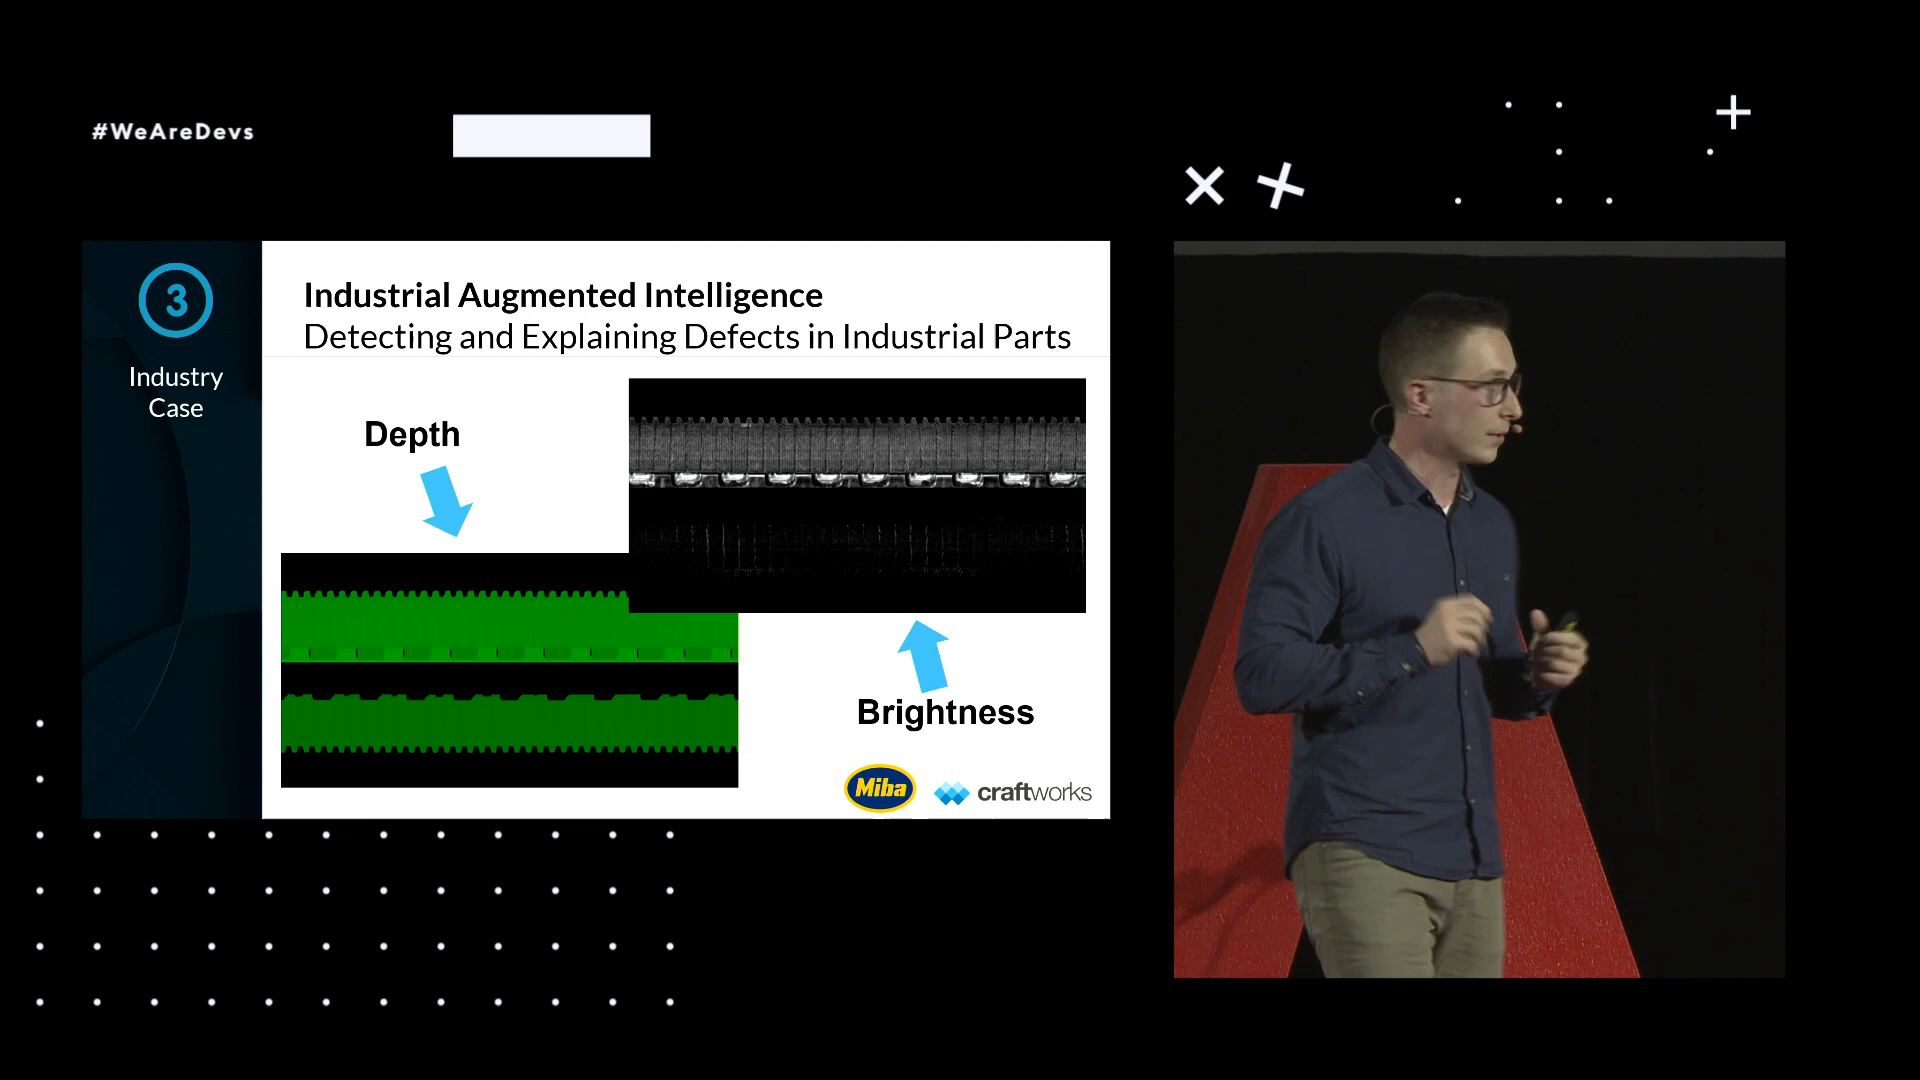 #WeAreDevs
3
Industry
Case
Industrial Augmented Intelligence
Detecting and Explaining Defects in Industrial Parts
Depth
Brightness
Miba
craftworks